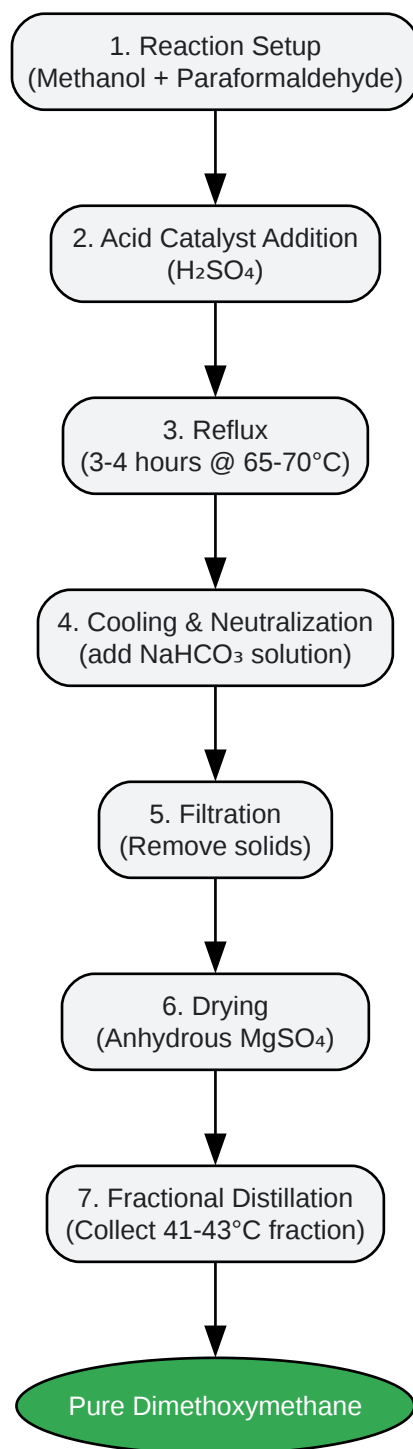 1. Reaction Setup
(Methanol + Paraformaldehyde)
2. Acid Catalyst Addition
(H₂SO₄)
3. Reflux
(3-4 hours @ 65-70°C)
4. Cooling & Neutralization
(add NaHCO₃ solution)
5. Filtration
(Remove solids)
6. Drying
(Anhydrous MgSO₄)
7. Fractional Distillation
(Collect 41-43°C fraction)
Pure Dimethoxymethane